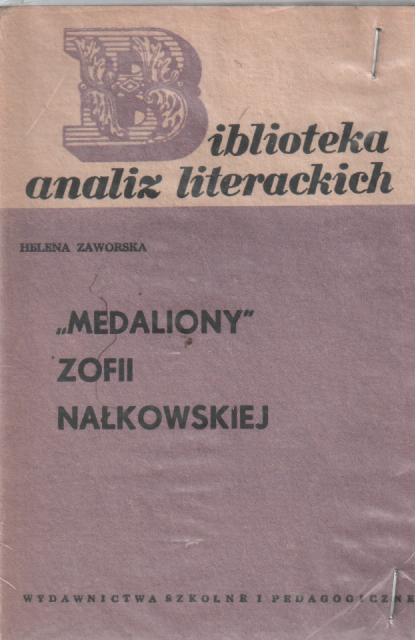 Biblioteka
analiz literackich
HELENA ZAWORSKA
„MEDALIONY”
ZOFII
NAŁKOWSKIEJ
WYDAWNICTWA SZKOLNE I PEDAGOGICZNE